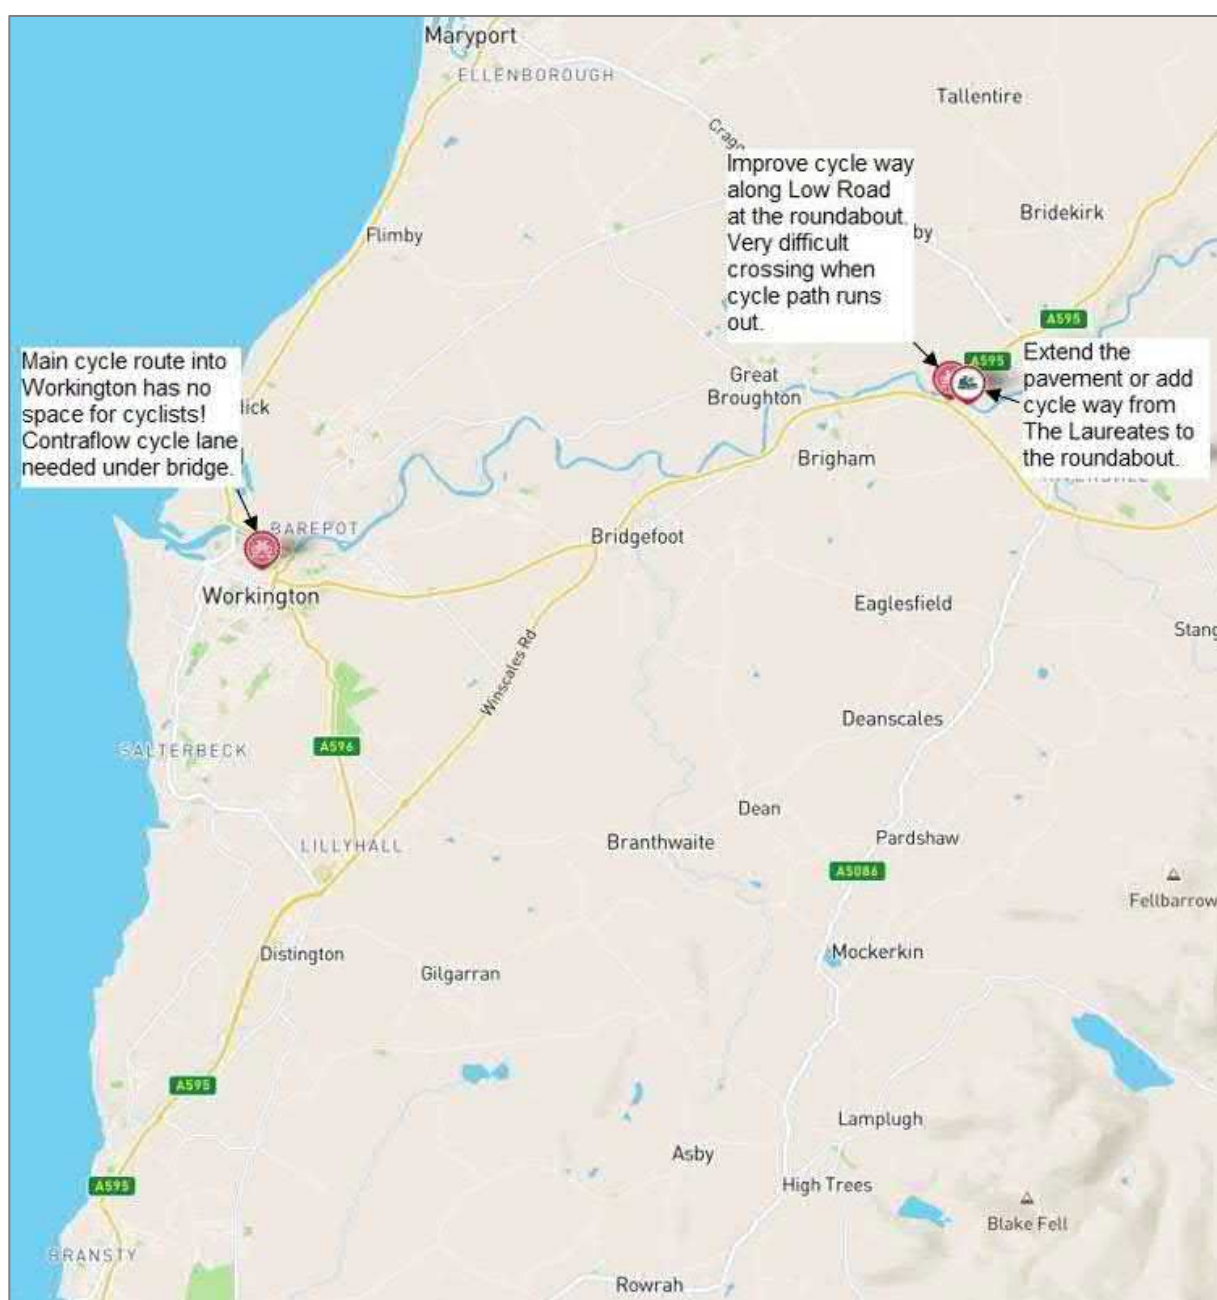 Maryport
ELLENBOROUGH
Tallentire
Improve cycle way
along Low Road
at the roundabout.
Very difficult
crossing when
cycle path runs
out.
Bridekirk
by
Flimby
A595
Main cycle route into
Workington has no
space for cyclists!
Contraflow cycle lane
needed under bridge.
A595
Extend the
pavement or add
cycle way from
The Laureates to
the roundabout.
Great
Broughton
Brigham
BAREPOT
Bridgefoot
Workington
Eaglesfield
Stang
Winscales Rd
Deanscales
SALTERBECK
A596
Dean
Branthwaite
Pardshaw
LILLYHALL
A5086
Fellbarrow
Distington
Mockerkin
Gilgarran
A595
Lamplugh
Asby
A595
High Trees
Blake Fell
BRANSTY
Rowrah